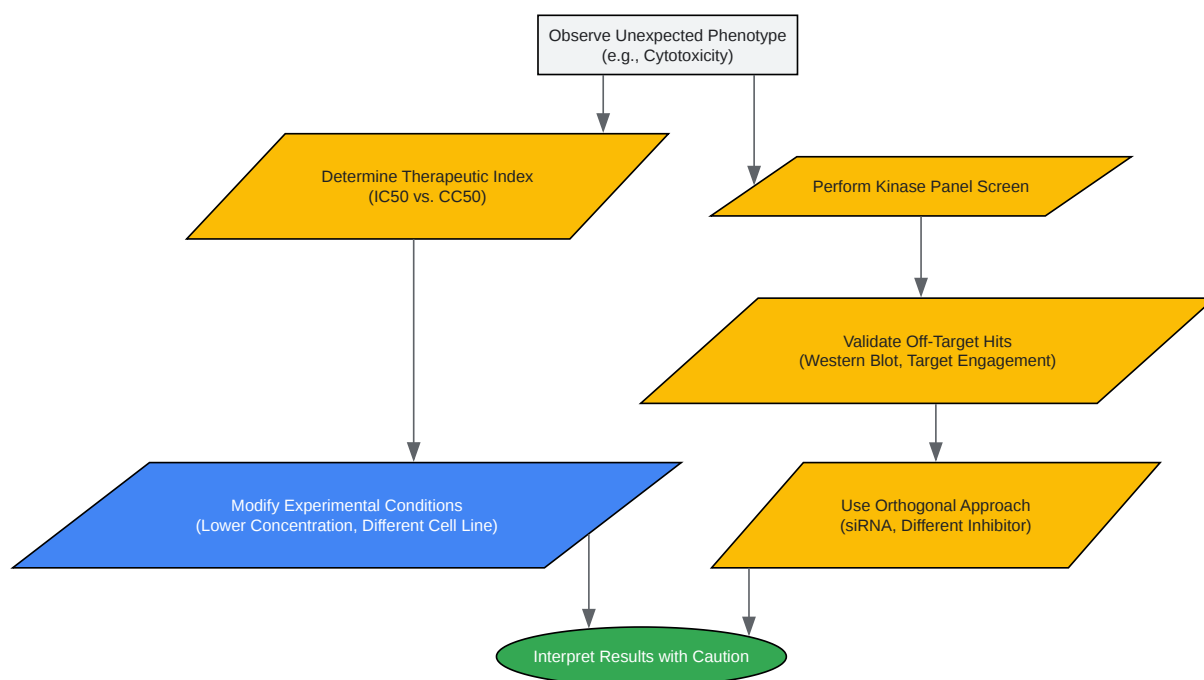 Observe Unexpected Phenotype
(e.g., Cytotoxicity)
Determine Therapeutic Index
(IC50 vs. CC50)
Perform Kinase Panel Screen
Validate Off-Target Hits
(Western Blot, Target Engagement)
Modify Experimental Conditions
(Lower Concentration, Different Cell Line)
Use Orthogonal Approach
(siRNA, Different Inhibitor)
Interpret Results with Caution